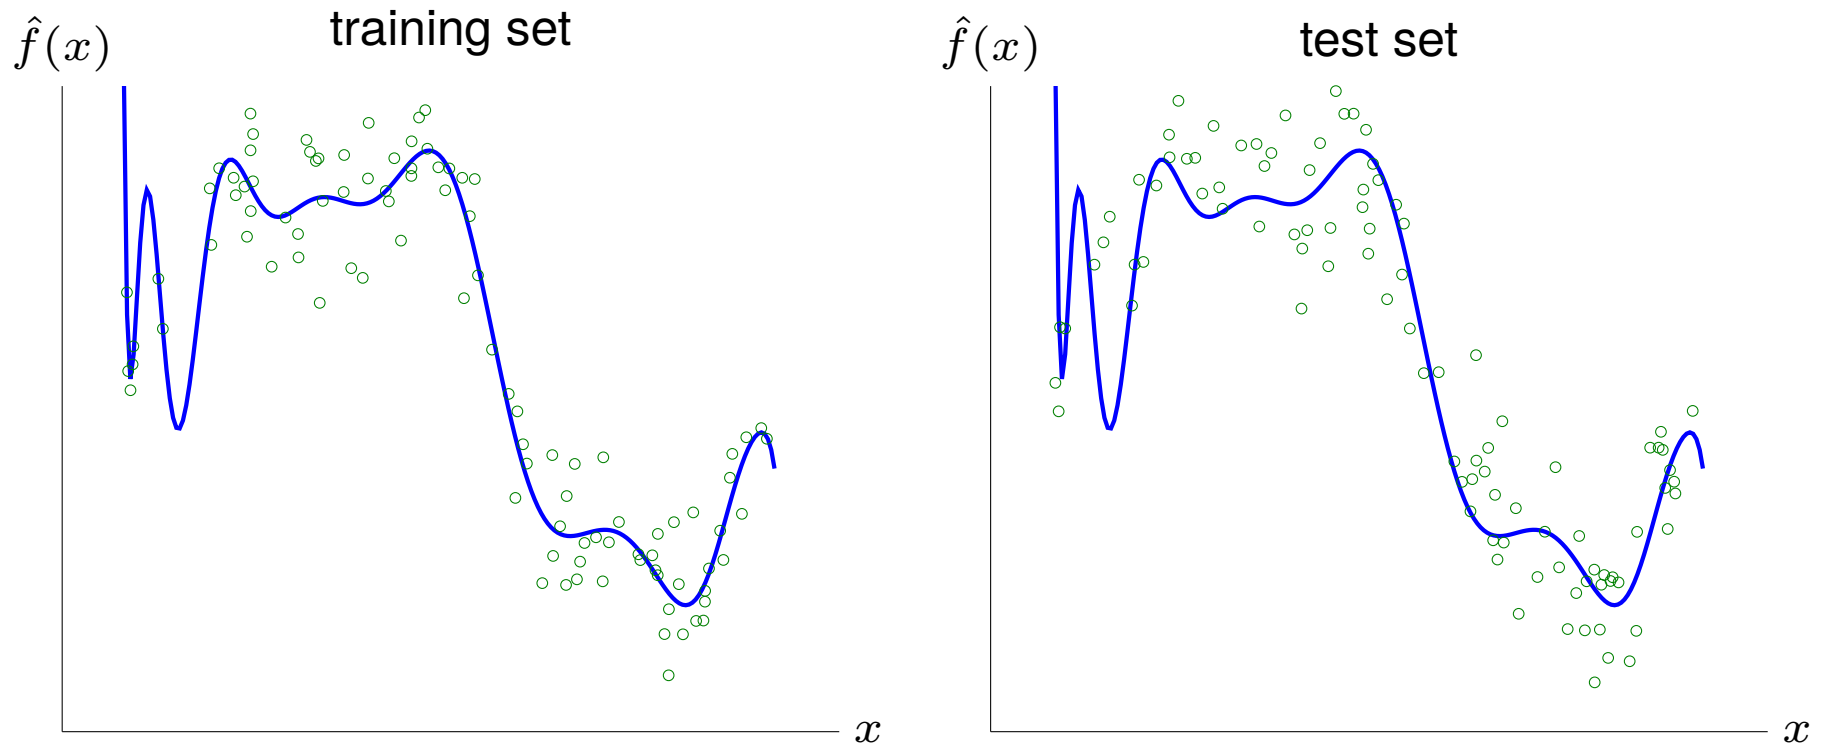 training set
f̂(x)
x
test set
f̂(x)
x